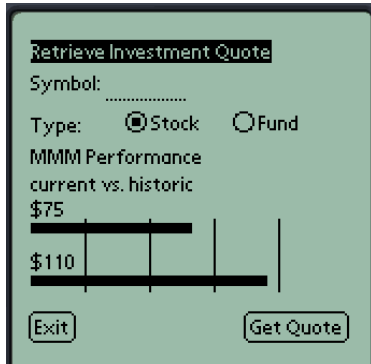 Retrieve Investment Quote
Symbol:
Type: Stock Fund
MMM Performance
current vs. historic
$75
$110
Exit Get Quote